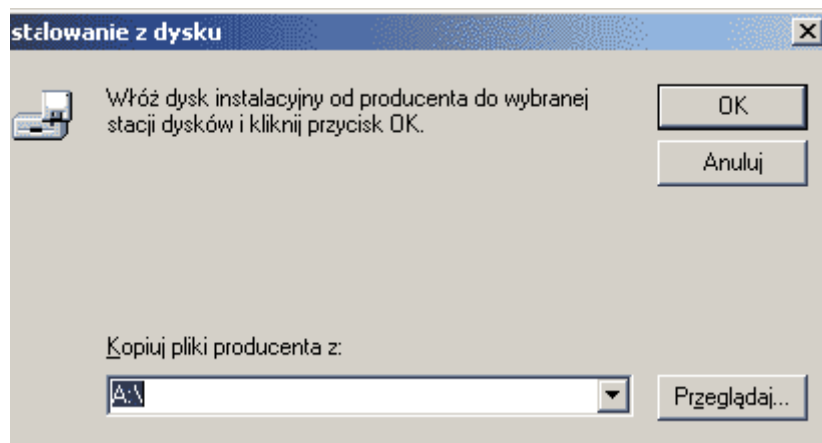 stalowanie z dysku
Włóż dysk instalacyjny od producenta do wybranej
stacji dysków i kliknij przycisk OK.
OK
Anuluj
Kopiuj pliki producenta z:
A:\
Przeglądaj...